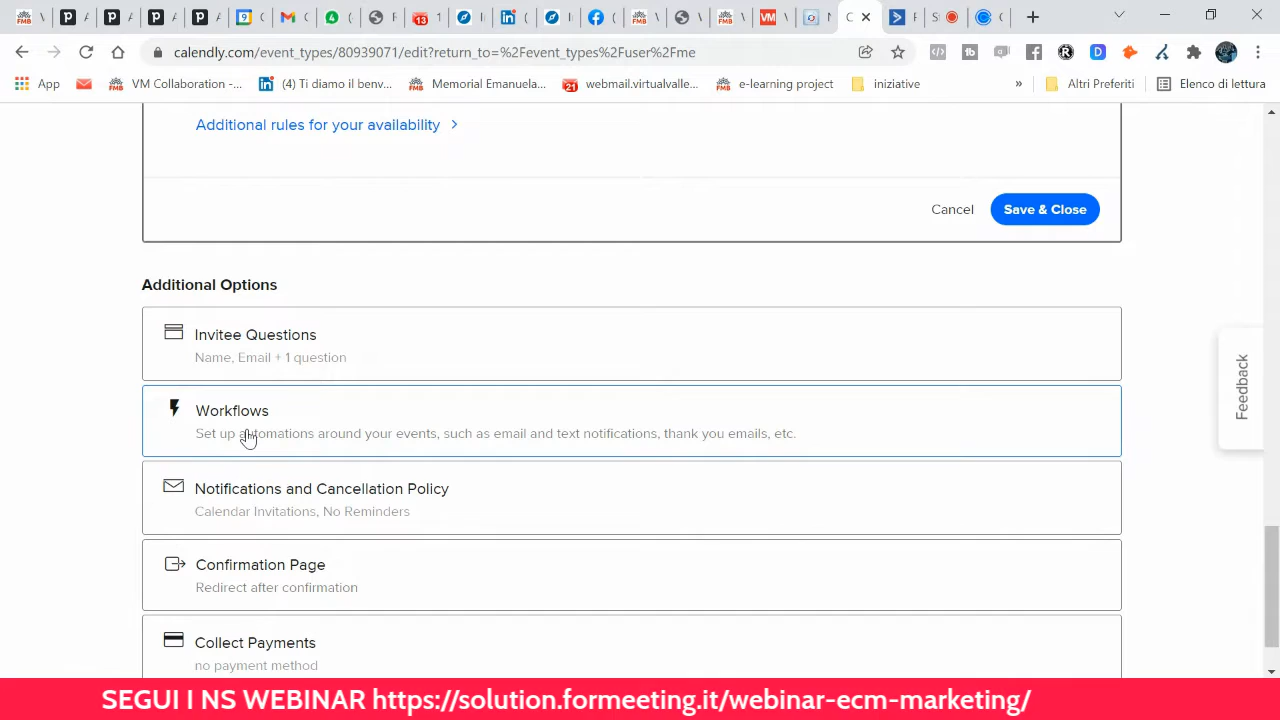 calendly.com/event_types/80939071/edit?return_to=%2Fevent_types%2Fuser%2Fme
App
VM Collaboration -...
(4) Ti diamo il benv...
Memorial Emanuela...
webmail.virtualvalle...
e-learning project
iniziative
»
Altri Preferiti
Elenco di lettura
Additional rules for your availability
Cancel
Save & Close
Additional Options
Invitee Questions
Name, Email + 1 question
Workflows
Set up automations around your events, such as email and text notifications, thank you emails, etc.
Notifications and Cancellation Policy
Calendar Invitations, No Reminders
Confirmation Page
Redirect after confirmation
Collect Payments
no payment method
Feedback
SEGUI I NS WEBINAR https://solution.formeeting.it/webinar-ecm-marketing/